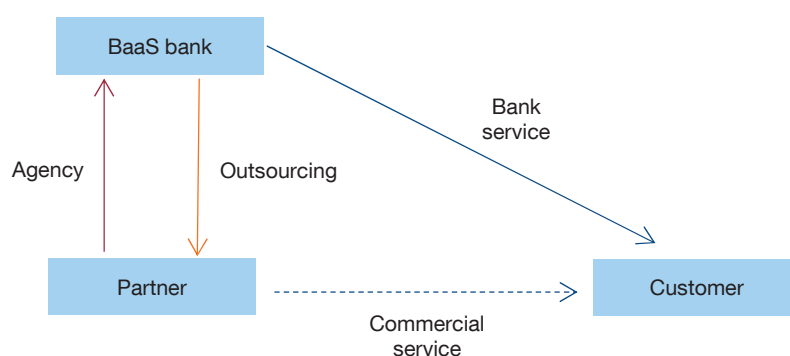 BaaS bank
Bank
service
Agency
Outsourcing
Partner
Customer
Commercial
service